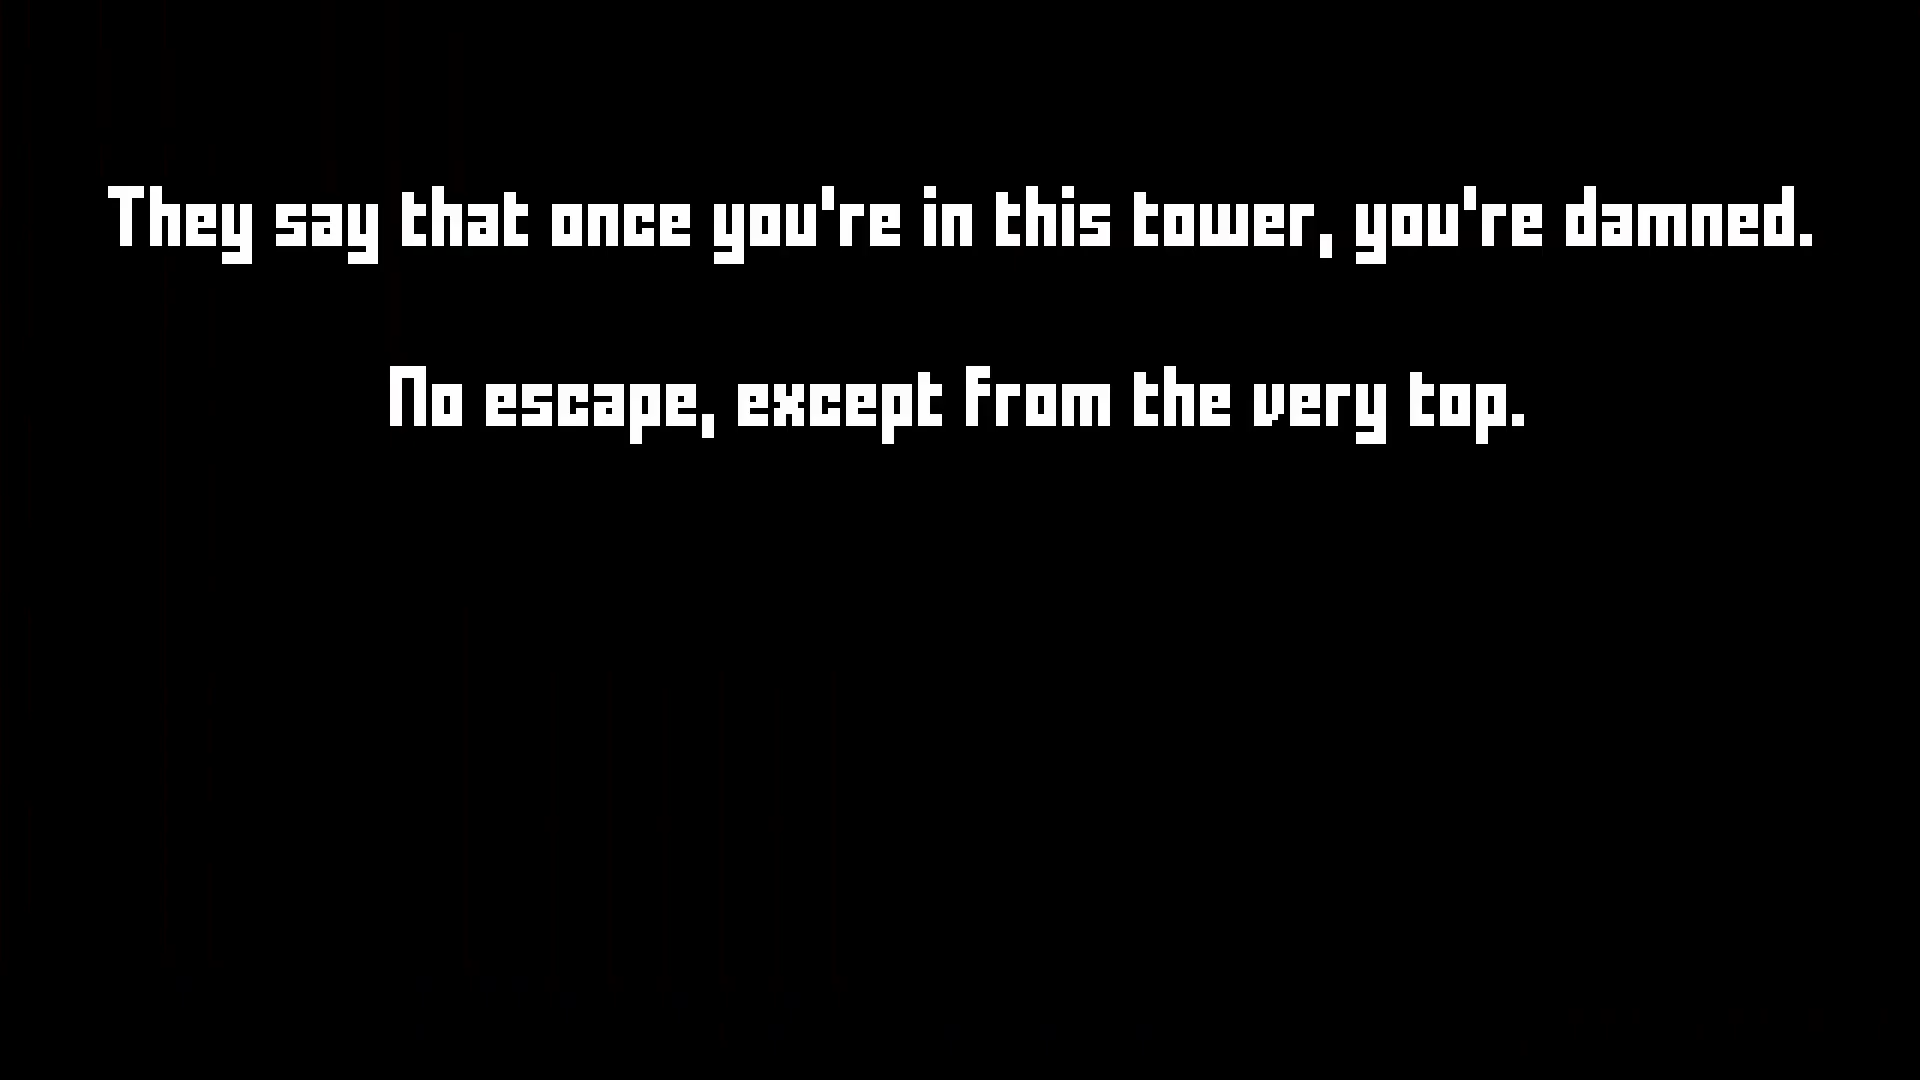 They say that once you're in this tower, you're damned.
No escape, except from the very top.